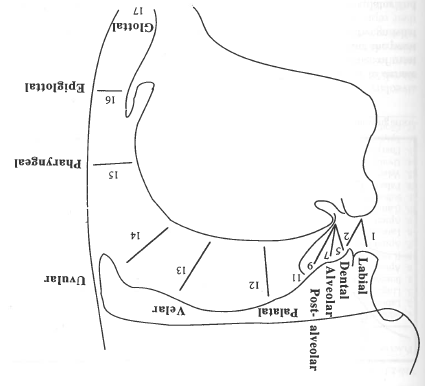 Labial
Dental
Alveolar
Post-alveolar
Palatal
Velar
Uvular
Pharyngeal
Epiglottal
Glottal
1
2
5
7
9
11
12
13
14
15
16
17